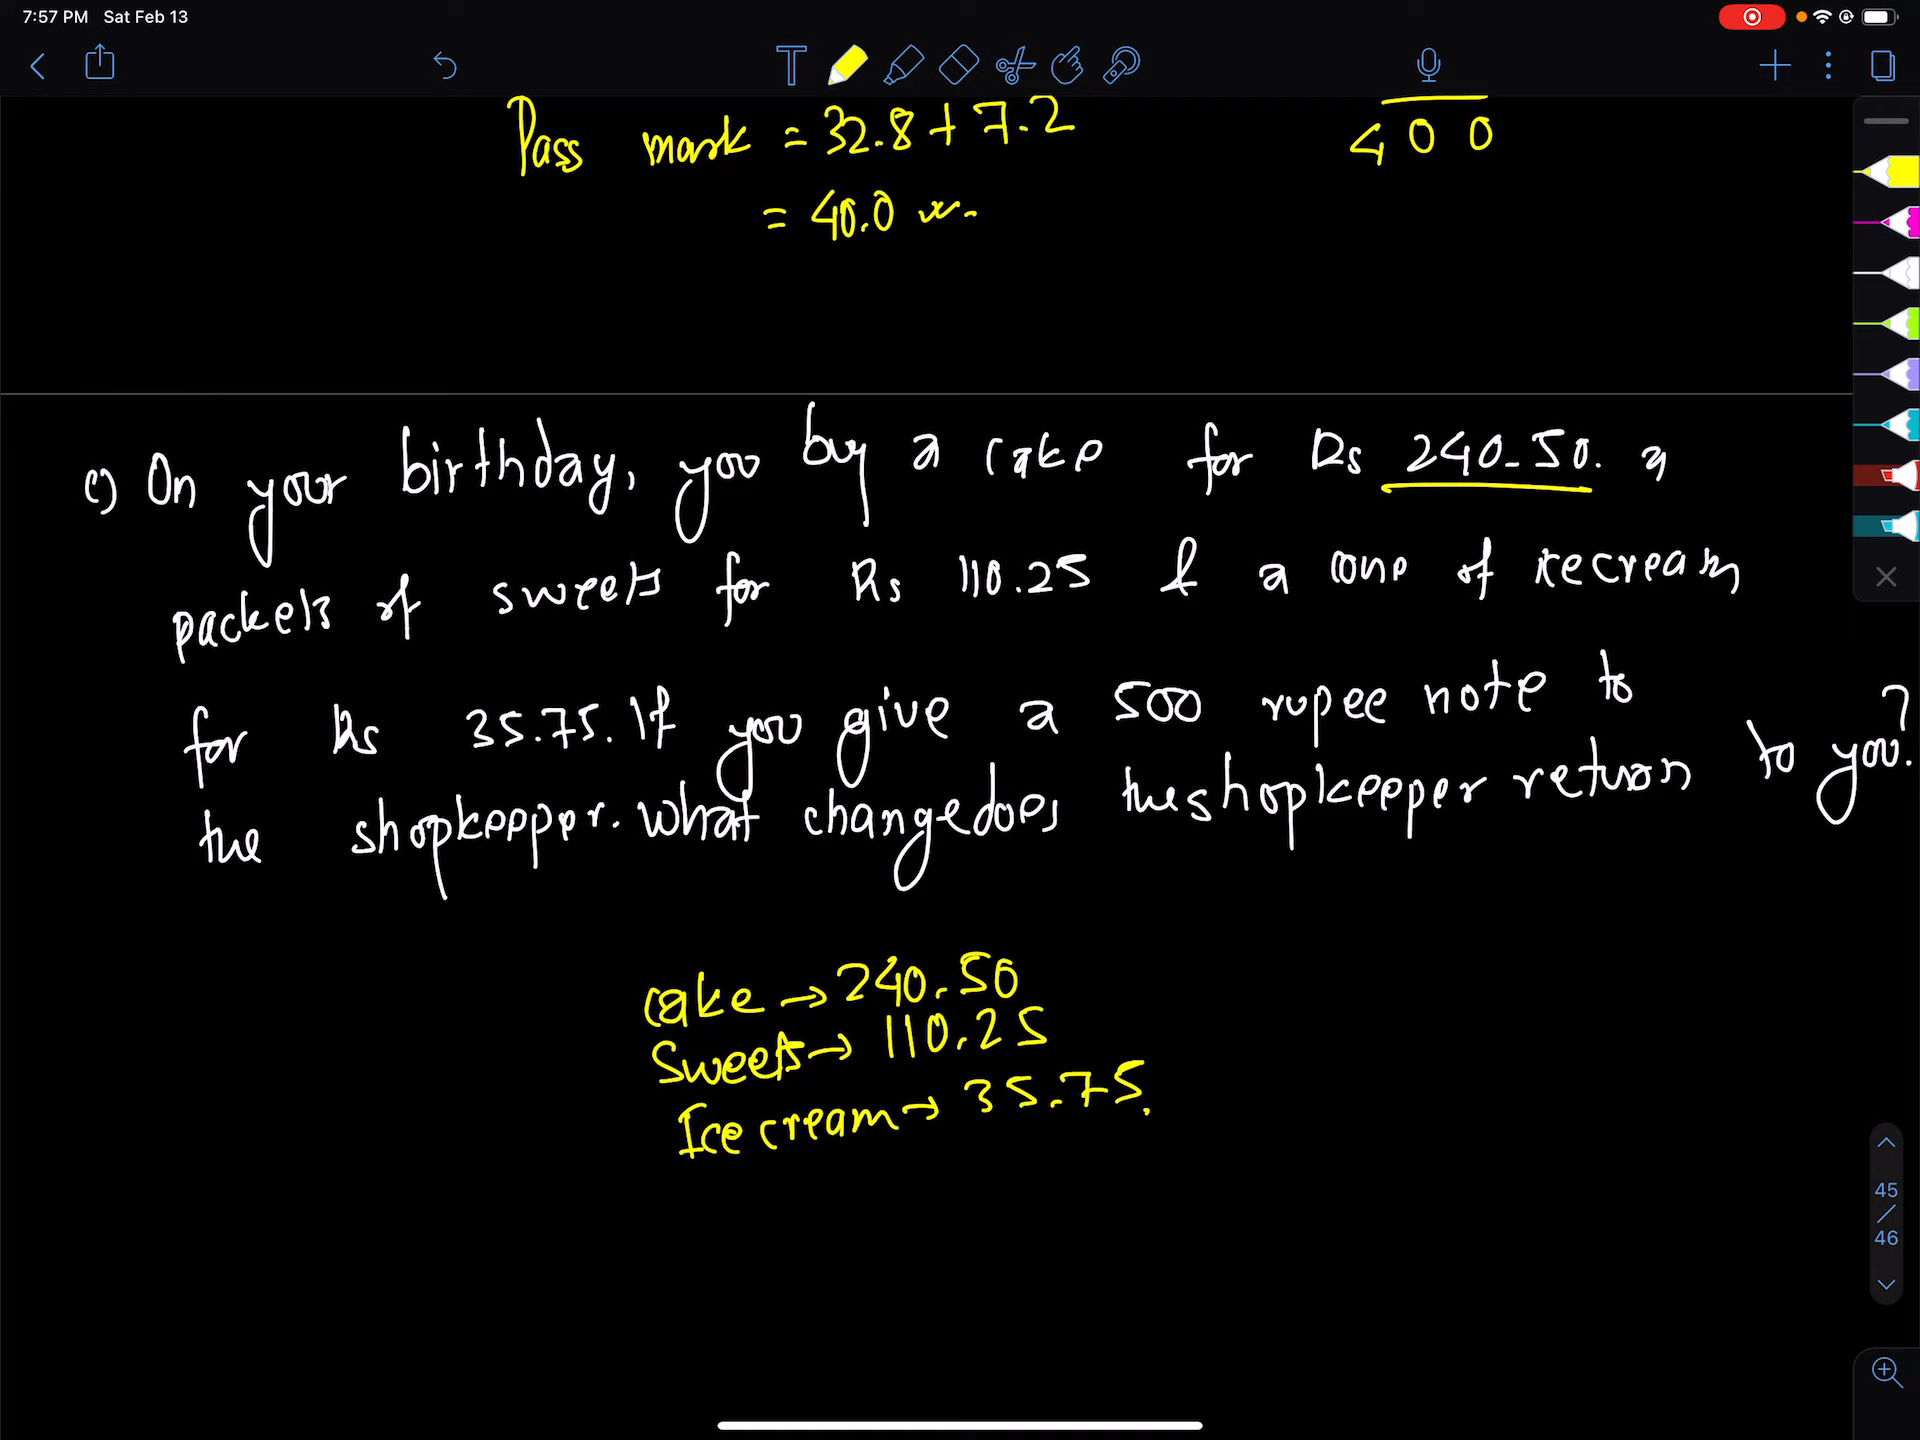 7:57 PM Sat Feb 13
Pass mark = 32.8 + 7.2
400
= 40.0
c) On your birthday, you buy a cake for Rs 240.50. a
packets of sweets for Rs 110.25 & a cone of icecream
for Rs 35.75. If you give a 500 rupee note to
the shopkeeper. What change does the shopkeeper return to you?
cake → 240.50
Sweets → 110.25
Ice cream → 35.75.
45
/
46